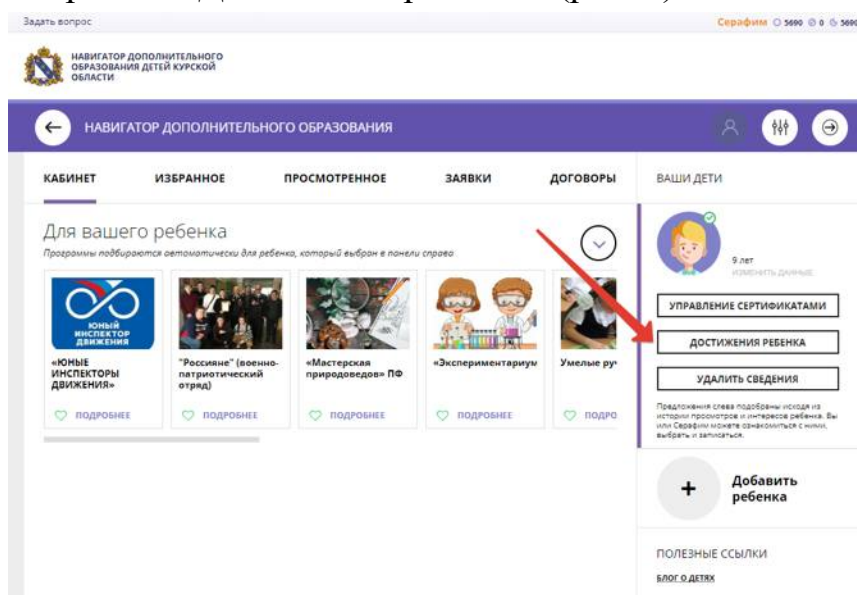 Задать вопрос
Серафим 5690 0 5690
НАВИГАТОР ДОПОЛНИТЕЛЬНОГО
ОБРАЗОВАНИЯ ДЕТЕЙ КУРСКОЙ
ОБЛАСТИ
НАВИГАТОР ДОПОЛНИТЕЛЬНОГО ОБРАЗОВАНИЯ
КАБИНЕТ ИЗБРАННОЕ ПРОСМОТРЕННОЕ ЗАЯВКИ ДОГОВОРЫ
Для вашего ребенка
Программы подбираются автоматически для ребенка, который выбран в панели справа
ЮНЫЙ
ИНСПЕКТОР
ДВИЖЕНИЯ
«ЮНЫЕ
ИНСПЕКТОРЫ
ДВИЖЕНИЯ»
ПОДРОБНЕЕ
"Россияне" (военно-
патриотический
отряд)
ПОДРОБНЕЕ
«Мастерская
природоведов» ПФ
ПОДРОБНЕЕ
«Экспериментариум
ПОДРОБНЕЕ
Умелые ру
ПОДРО
ВАШИ ДЕТИ
9 лет
ИЗМЕНИТЬ ДАННЫЕ
УПРАВЛЕНИЕ СЕРТИФИКАТАМИ
ДОСТИЖЕНИЯ РЕБЕНКА
УДАЛИТЬ СВЕДЕНИЯ
Предложения слева подобраны исходя из
истории просмотров и интересов ребенка. Вы
или Серафим можете ознакомиться с ними,
выбрать и записаться.
+ Добавить
ребенка
ПОЛЕЗНЫЕ ССЫЛКИ
БЛОГ О ДЕТЯХ